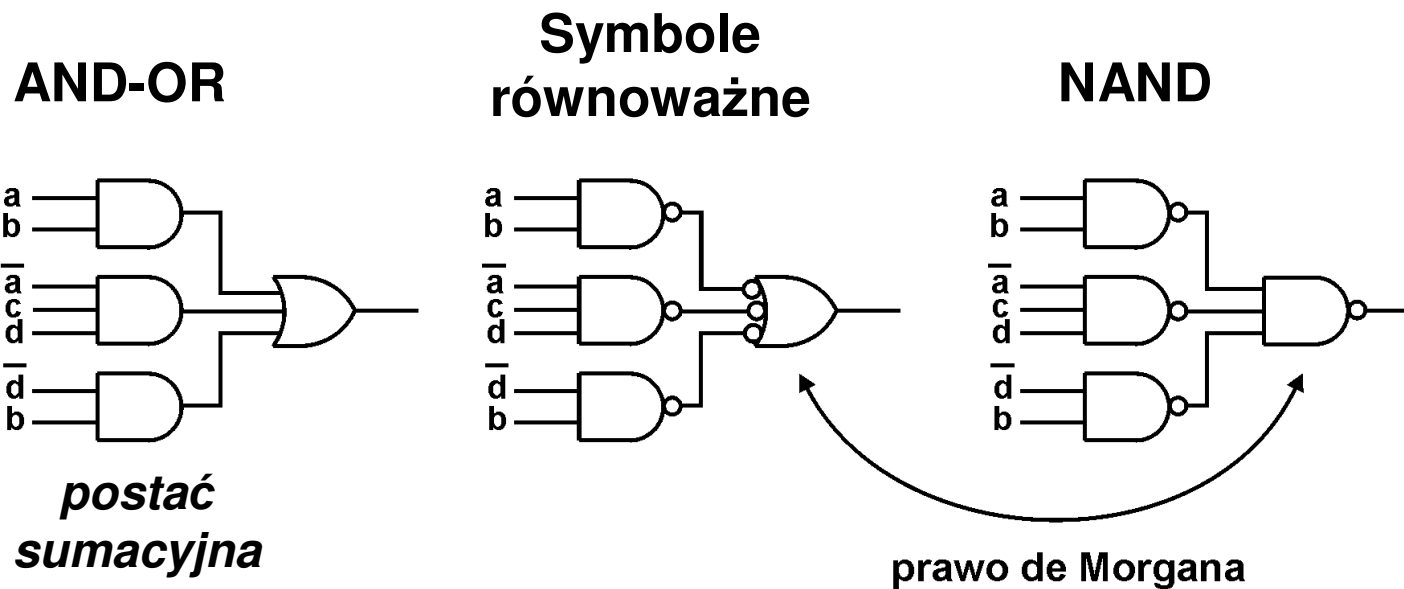 AND-OR
Symbole
równoważne
NAND
a
b
a̅
c
d
d̅
b
a
b
a̅
c
d
d̅
b
a
b
a̅
c
d
d̅
b
postać
sumacyjna
prawo de Morgana